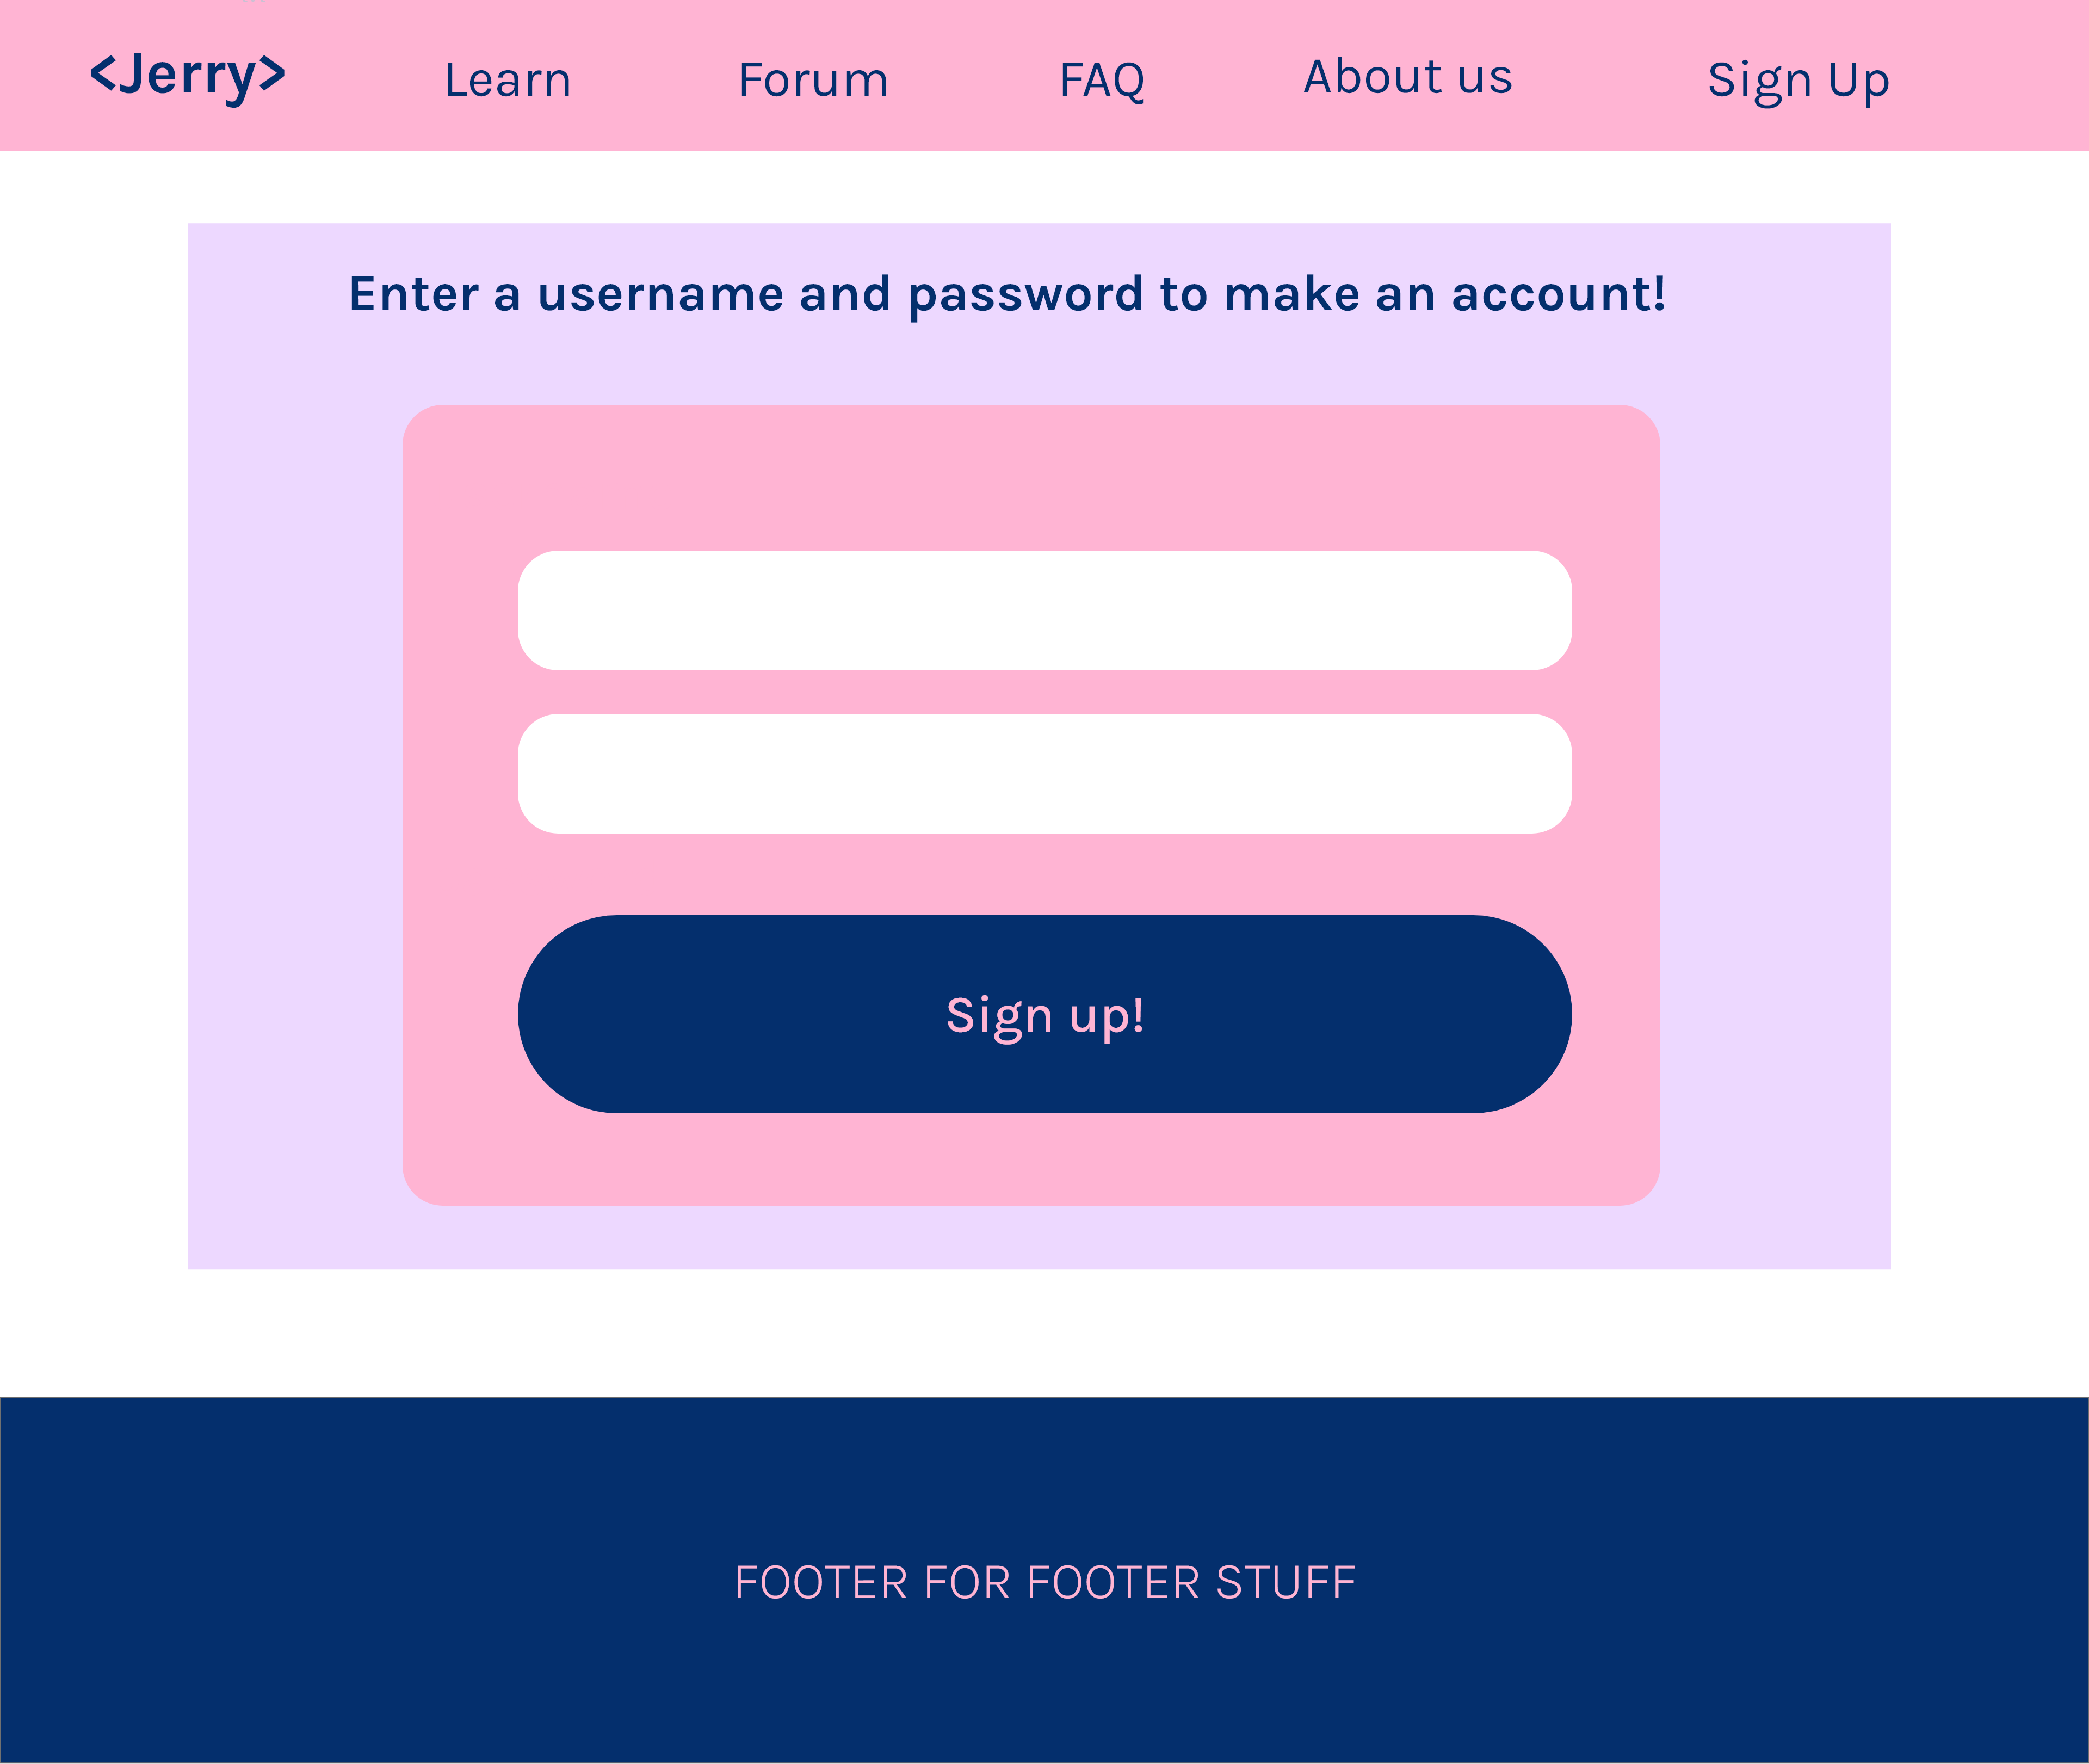 <Jerry> Learn Forum FAQ About us Sign Up
Enter a username and password to make an account!
Sign up!
FOOTER FOR FOOTER STUFF